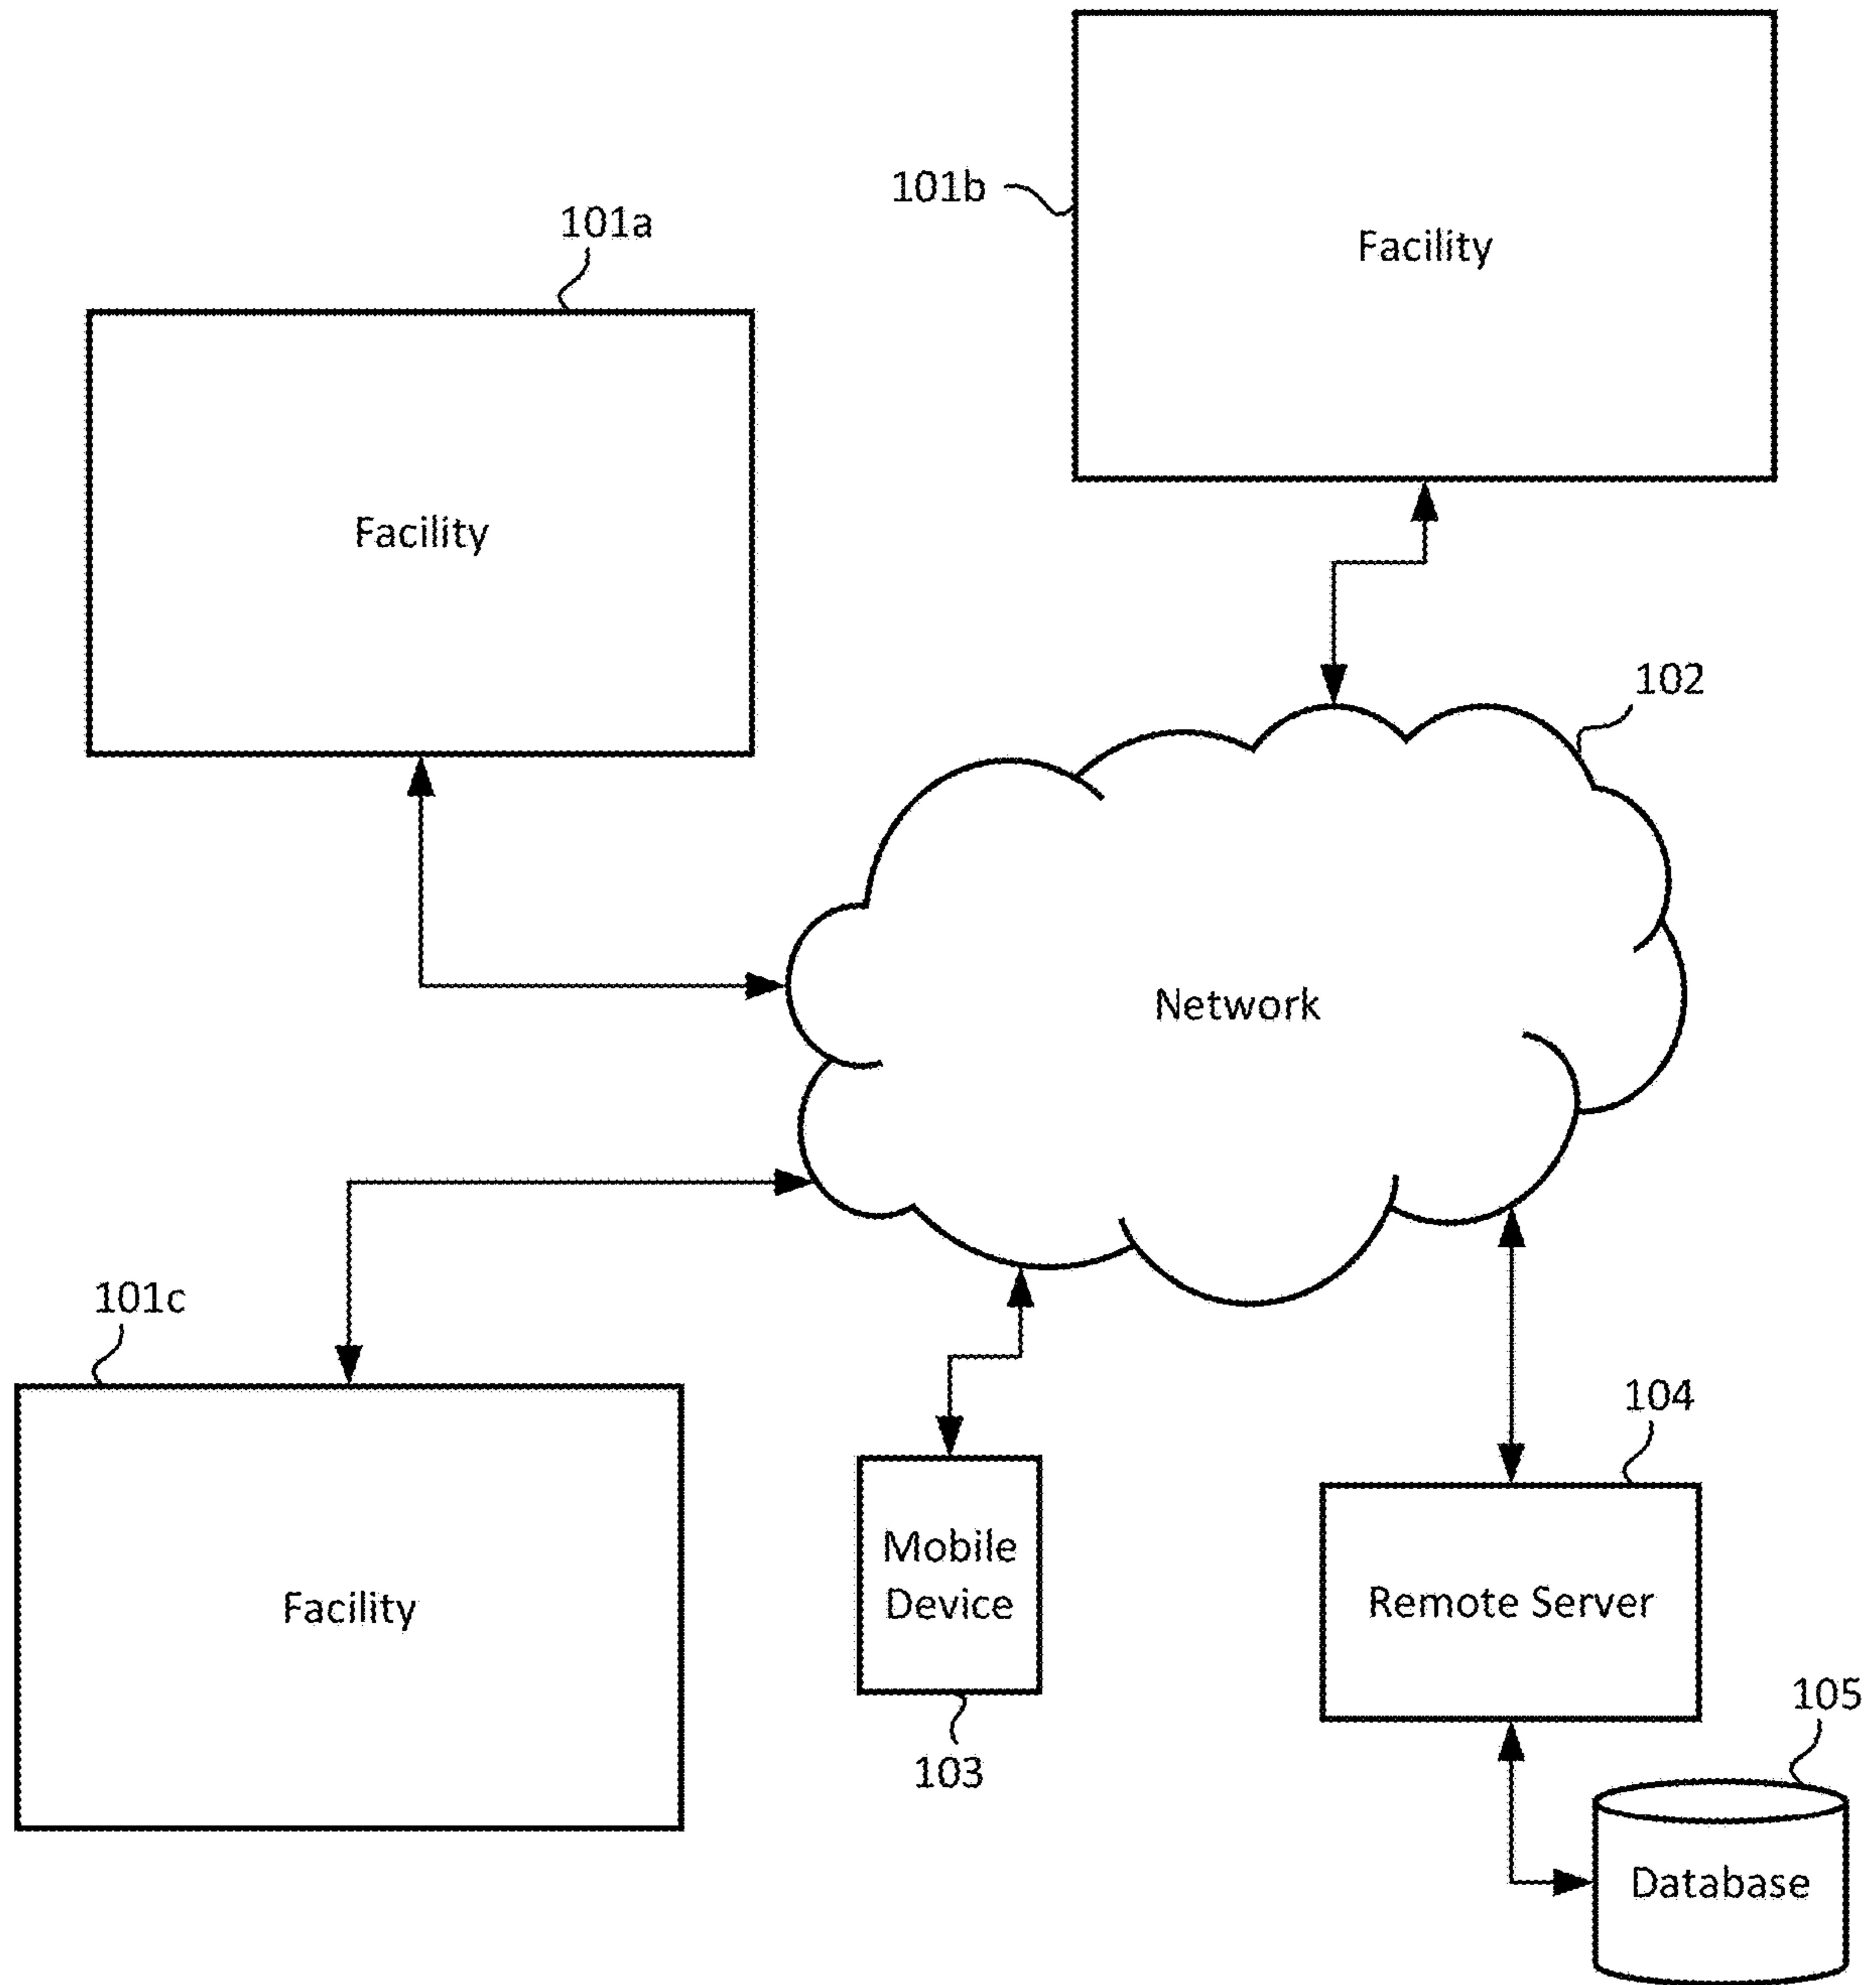 101b
Facility
101a
Facility
102
Network
101c
Facility
104
Mobile
Device
Remote Server
103
105
Database